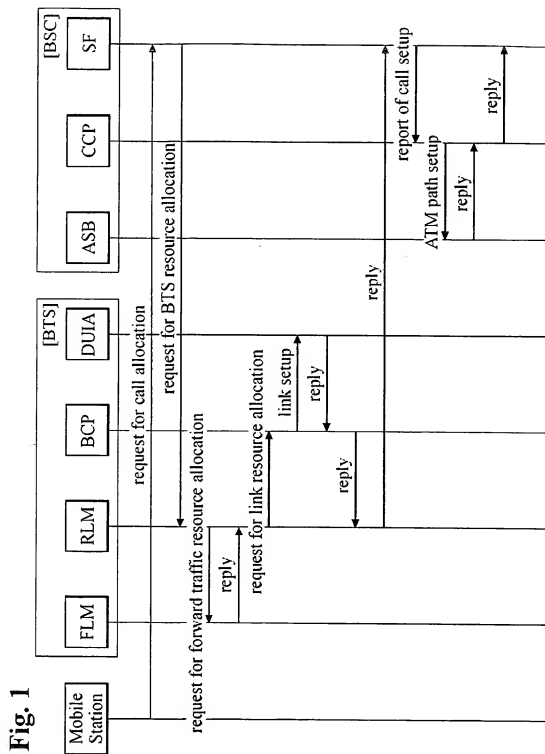 Fig. 1
[BTS]
[BSC]
Mobile
Station
FLM
RLM
BCP
DUIA
ASB
CCP
SF
request for call allocation
request for BTS resource allocation
request for forward traffic resource allocation
reply
request for link resource allocation
link setup
reply
reply
reply
report of call setup
ATM path setup
reply
reply